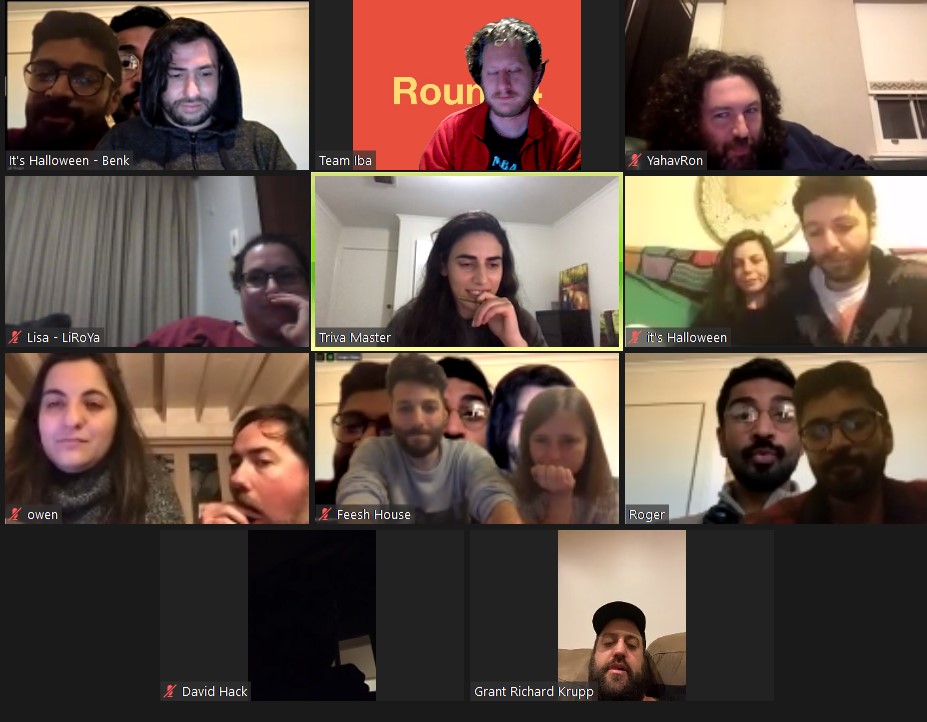 It's Halloween - Benk
Roun 4
Team Iba
YahavRon
Lisa - LiRoYa
Triva Master
it's Halloween
owen
Feesh House
Roger
David Hack
Grant Richard Krupp